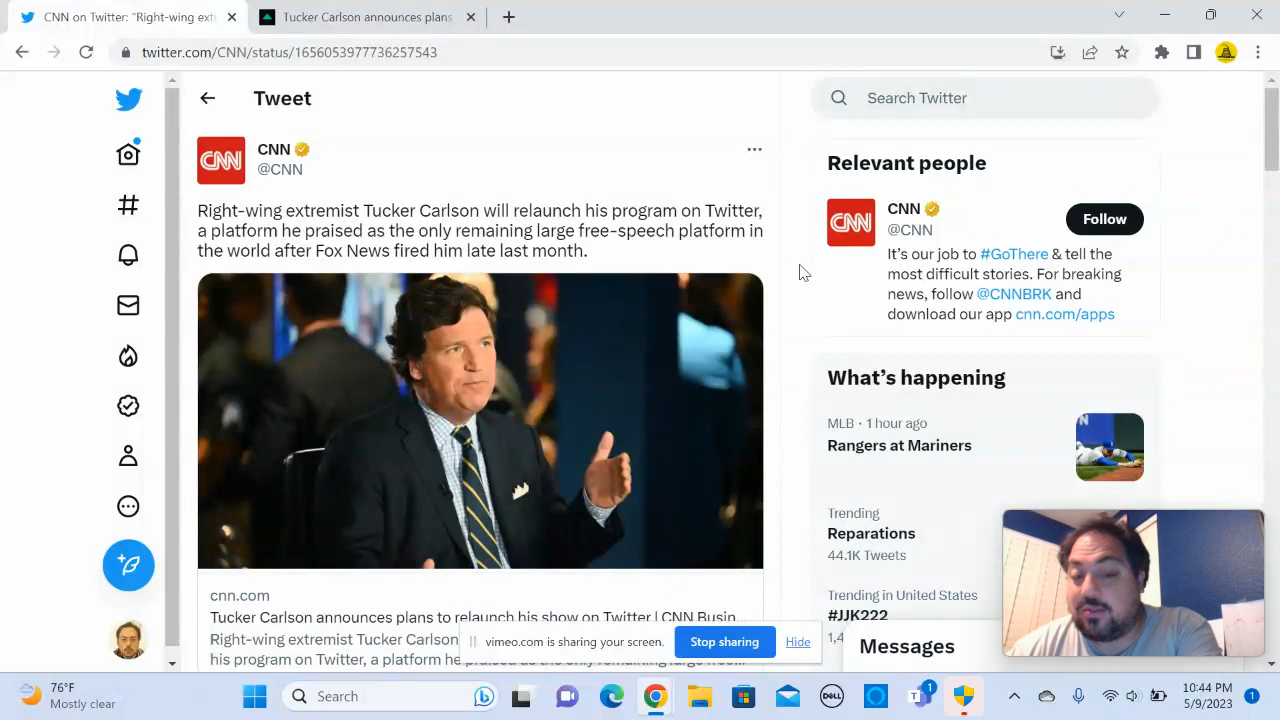 CNN on Twitter: "Right-wing ext
Tucker Carlson announces plans
twitter.com/CNN/status/1656053977736257543
Tweet
Search Twitter
CNN
CNN
@CNN
Right-wing extremist Tucker Carlson will relaunch his program on Twitter,
a platform he praised as the only remaining large free-speech platform in
the world after Fox News fired him late last month.
cnn.com
Tucker Carlson announces plans to relaunch his show on Twitter | CNN Busin...
Right-wing extremist Tucker Carlson
his program on Twitter, a platform he praised as the only remaining large free...
Relevant people
CNN
CNN
@CNN
Follow
It's our job to #GoThere & tell the
most difficult stories. For breaking
news, follow @CNNBRK and
download our app cnn.com/apps
What's happening
MLB · 1 hour ago
Rangers at Mariners
Trending
Reparations
44.1K Tweets
Trending in United States
#JJK222
1,4
Messages
vimeo.com is sharing your screen.
Stop sharing
Hide
76°F
Mostly clear
Search
DELL
1
10:44 PM
5/9/2023
1